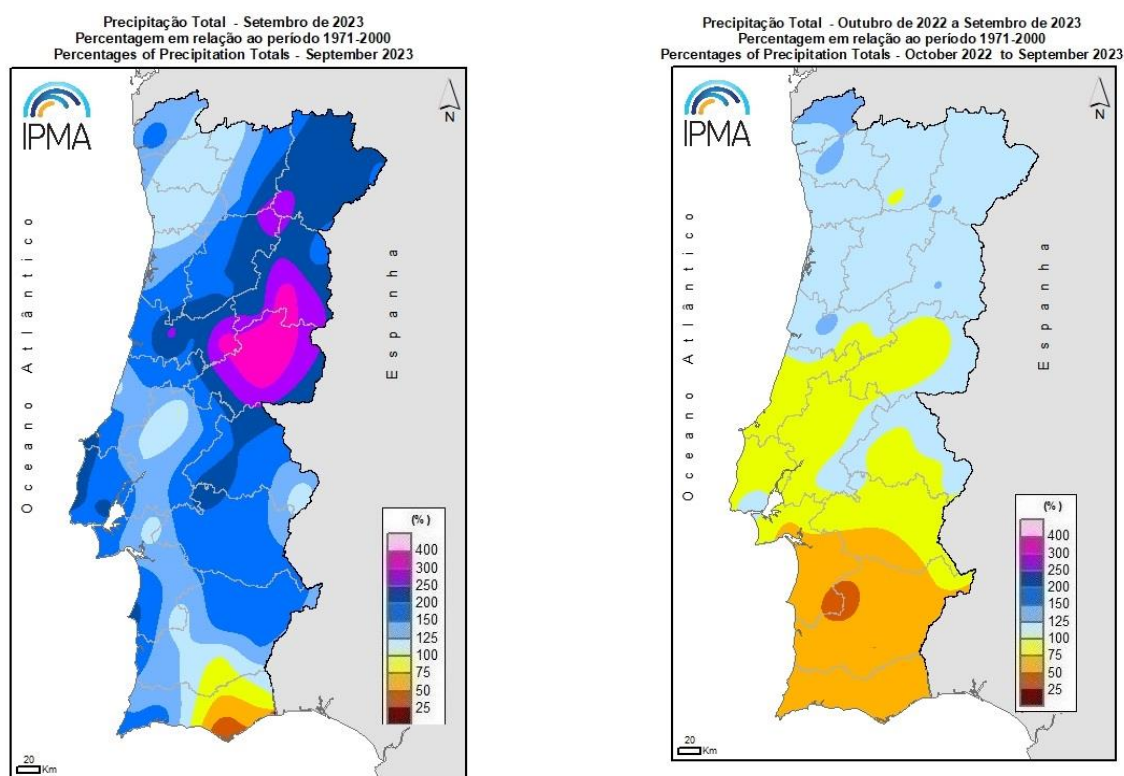 Precipitação Total - Setembro de 2023
Percentagem em relação ao período 1971-2000
Percentages of Precipitation Totals - September 2023
IPMA
N
Oceano Atlântico
Espanha
(%)
400
300
250
200
150
125
100
75
50
25
20
Km
Precipitação Total - Outubro de 2022 a Setembro de 2023
Percentagem em relação ao período 1971-2000
Percentages of Precipitation Totals - October 2022 to September 2023
IPMA
N
Oceano Atlântico
Espanha
(%)
400
300
250
200
150
125
100
75
50
25
20
Km